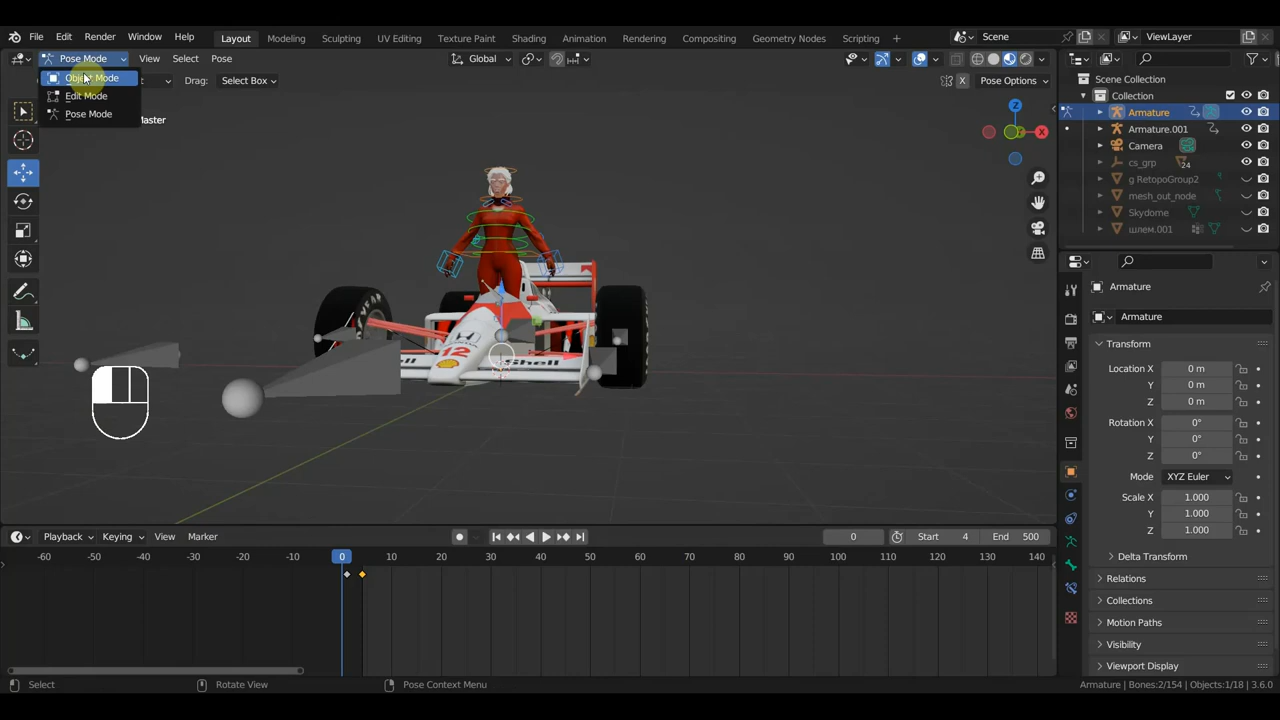 File Edit Render Window Help Layout Modeling Sculpting UV Editing Texture Paint Shading Animation Rendering Compositing Geometry Nodes Scripting + Scene ViewLayer
Pose Mode View Select Pose Global
Object Mode
Drag: Select Box Pose Options
Edit Mode
Pose Mode
Master
Z
X
Scene Collection
Collection
Armature
Armature.001
Camera
cs_grp 24
g RetopoGroup2
mesh_out_node
Skydome
шлем.001
Armature
Armature
Transform
Location X 0 m
Y 0 m
Z 0 m
Rotation X 0°
Y 0°
Z 0°
Mode XYZ Euler
Scale X 1.000
Y 1.000
Z 1.000
Delta Transform
Relations
Collections
Motion Paths
Visibility
Viewport Display
12
Shell
Playback Keying View Marker 0 Start 4 End 500
-60 -50 -40 -30 -20 -10 0 10 20 30 40 50 60 70 80 90 100 110 120 130 140
Select Rotate View Pose Context Menu Armature | Bones:2/154 | Objects:1/18 | 3.6.0